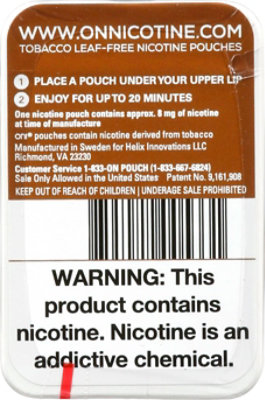 WWW.ONNICOTINE.COM
TOBACCO LEAF-FREE NICOTINE POUCHES
1 PLACE A POUCH UNDER YOUR UPPER LIP
2 ENJOY FOR UP TO 20 MINUTES
One nicotine pouch contains approx. 8 mg of nicotine
at time of manufacture
on!® pouches contain nicotine derived from tobacco
Manufactured in Sweden for Helix Innovations LLC
Richmond, VA 23230
Customer Service 1-833-ON POUCH (1-833-667-6824)
Sale Only Allowed in the United States Patent No. 9,161,908
KEEP OUT OF REACH OF CHILDREN | UNDERAGE SALE PROHIBITED
WARNING: This
product contains
nicotine. Nicotine is an
addictive chemical.